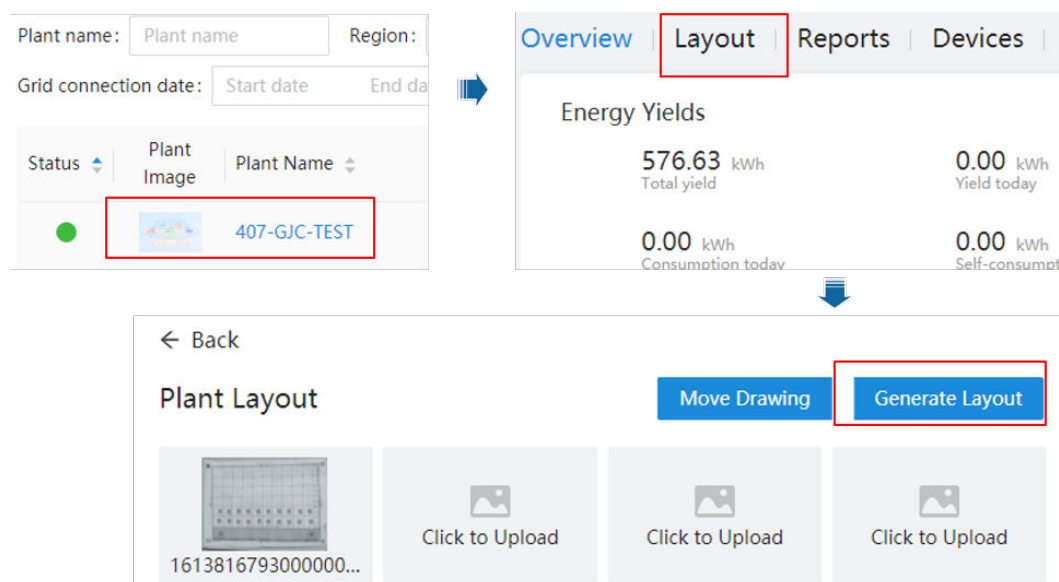 Plant name: Plant name Region:
Grid connection date: Start date End da
Status Plant Image Plant Name
407-GJC-TEST
Overview Layout Reports Devices
Energy Yields
576.63 kWh 0.00 kWh
Total yield Yield today
0.00 kWh 0.00 kWh
Consumption today Self-consumpt
← Back
Plant Layout Move Drawing Generate Layout
Click to Upload Click to Upload Click to Upload
1613816793000000...